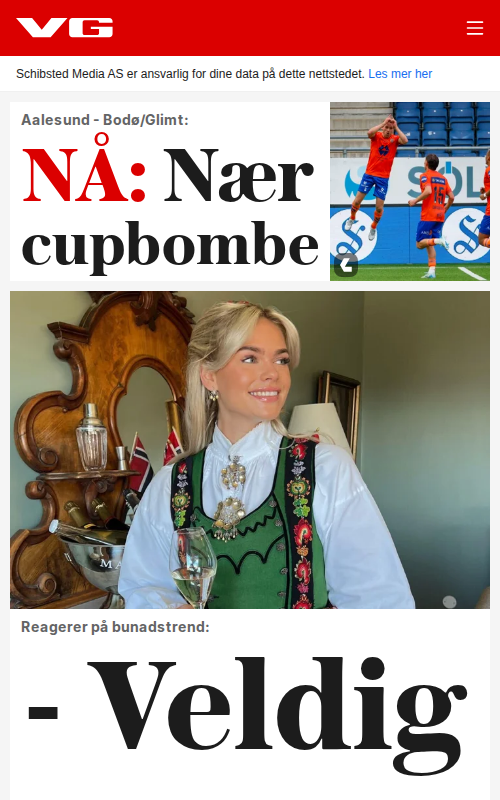 VG
Schibsted Media AS er ansvarlig for dine data på dette nettstedet. Les mer her
Aalesund - Bodø/Glimt:
NÅ: Nær
cupbombe
Reagerer på bunadstrend:
- Veldig